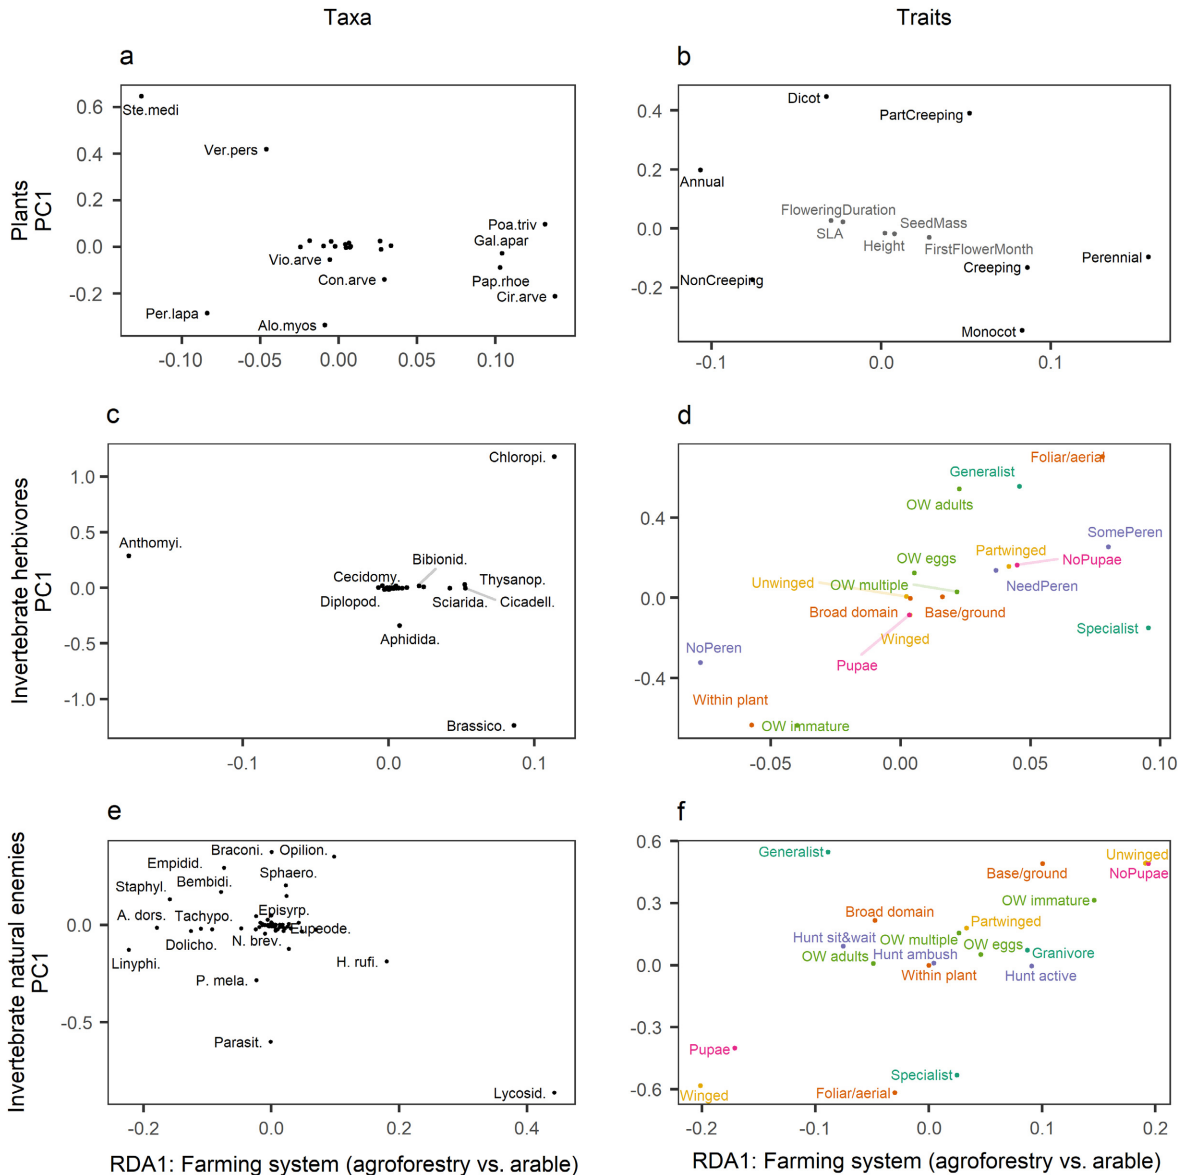 Taxa
Traits
a
b
Plants
PC1
0.6
0.4
0.2
0.0
-0.2
Ste.medi
Ver.pers
Poa.triv
Gal.apar
Vio.arve
Con.arve
Pap.rhoe
Cir.arve
Per.lapa
Alo.myos
-0.10
-0.05
0.00
0.05
0.10
0.4
0.2
0.0
-0.2
Dicot
PartCreeping
Annual
FloweringDuration
SeedMass
SLA
Height
FirstFlowerMonth
NonCreeping
Creeping
Perennial
Monocot
-0.1
0.0
0.1
c
d
Invertebrate herbivores
PC1
1.0
0.5
0.0
-0.5
-1.0
Chloropi.
Anthomyi.
Bibionid.
Cecidomy.
Thysanop.
Diplopod.
Sciarida.
Cicadell.
Aphidida.
Brassico.
-0.1
0.0
0.1
0.4
0.0
-0.4
Foliar/aerial
Generalist
OW adults
SomePeren
Partwinged
NoPupae
OW eggs
Unwinged
OW multiple
NeedPeren
Broad domain
Base/ground
Specialist
Winged
NoPeren
Pupae
Within plant
OW immature
-0.05
0.00
0.05
0.10
e
f
Invertebrate natural enemies
PC1
0.5
0.0
-0.5
Braconi.
Opilion.
Empidid.
Sphaero.
Staphyl.
Bembidi.
A. dors.
Tachypo.
Episyrp.
Eupeode.
Dolicho.
N. brev.
Linyphi.
H. rufi.
P. mela.
Parasit.
Lycosid.
-0.2
0.0
0.2
0.4
0.6
0.3
0.0
-0.3
-0.6
Generalist
Unwinged
Base/ground
NoPupae
OW immature
Broad domain
Partwinged
Hunt sit&wait
OW multiple
OW eggs
Granivore
OW adults
Hunt ambush
Within plant
Hunt active
Pupae
Specialist
Winged
Foliar/aerial
-0.2
-0.1
0.0
0.1
0.2
RDA1: Farming system (agroforestry vs. arable)
RDA1: Farming system (agroforestry vs. arable)